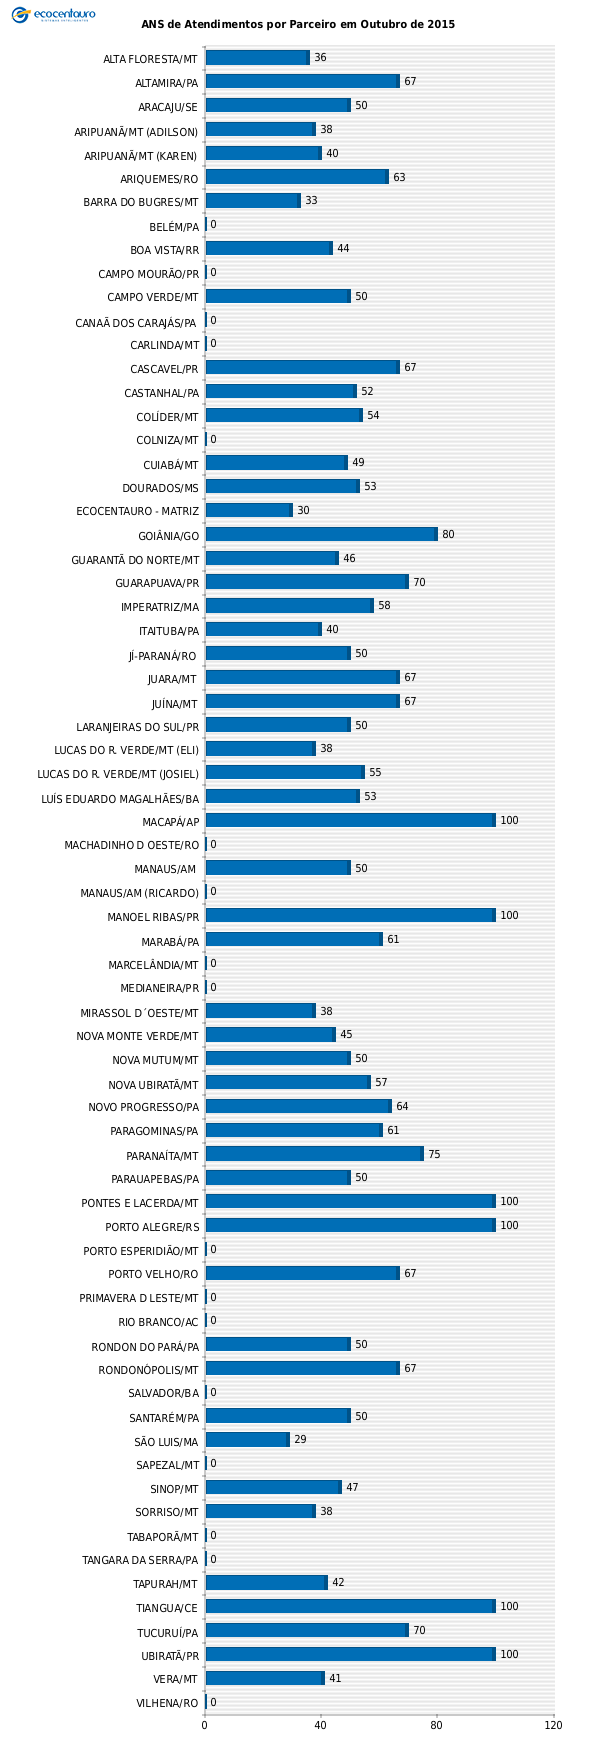 ecocentauro
ANS de Atendimentos por Parceiro em Outubro de 2015
ALTA FLORESTA/MT 36
ALTAMIRA/PA 67
ARACAJU/SE 50
ARIPUANÃ/MT (ADILSON) 38
ARIPUANÃ/MT (KAREN) 40
ARIQUEMES/RO 63
BARRA DO BUGRES/MT 33
BELÉM/PA 0
BOA VISTA/RR 44
CAMPO MOURÃO/PR 0
CAMPO VERDE/MT 50
CANAÃ DOS CARAJÁS/PA 0
CARLINDA/MT 0
CASCAVEL/PR 67
CASTANHAL/PA 52
COLÍDER/MT 54
COLNIZA/MT 0
CUIABÁ/MT 49
DOURADOS/MS 53
ECOCENTAURO - MATRIZ 30
GOIÂNIA/GO 80
GUARANTÃ DO NORTE/MT 46
GUARAPUAVA/PR 70
IMPERATRIZ/MA 58
ITAITUBA/PA 40
JÍ-PARANÁ/RO 50
JUARA/MT 67
JUÍNA/MT 67
LARANJEIRAS DO SUL/PR 50
LUCAS DO R. VERDE/MT (ELI) 38
LUCAS DO R. VERDE/MT (JOSIEL) 55
LUÍS EDUARDO MAGALHÃES/BA 53
MACAPÁ/AP 100
MACHADINHO D OESTE/RO 0
MANAUS/AM 50
MANAUS/AM (RICARDO) 0
MANOEL RIBAS/PR 100
MARABÁ/PA 61
MARCELÂNDIA/MT 0
MEDIANEIRA/PR 0
MIRASSOL D´OESTE/MT 38
NOVA MONTE VERDE/MT 45
NOVA MUTUM/MT 50
NOVA UBIRATÃ/MT 57
NOVO PROGRESSO/PA 64
PARAGOMINAS/PA 61
PARANAÍTA/MT 75
PARAUAPEBAS/PA 50
PONTES E LACERDA/MT 100
PORTO ALEGRE/RS 100
PORTO ESPERIDIÃO/MT 0
PORTO VELHO/RO 67
PRIMAVERA D LESTE/MT 0
RIO BRANCO/AC 0
RONDON DO PARÁ/PA 50
RONDONÓPOLIS/MT 67
SALVADOR/BA 0
SANTARÉM/PA 50
SÃO LUIS/MA 29
SAPEZAL/MT 0
SINOP/MT 47
SORRISO/MT 38
TABAPORÃ/MT 0
TANGARA DA SERRA/PA 0
TAPURAH/MT 42
TIANGUA/CE 100
TUCURUÍ/PA 70
UBIRATÃ/PR 100
VERA/MT 41
VILHENA/RO 0
0 40 80 120